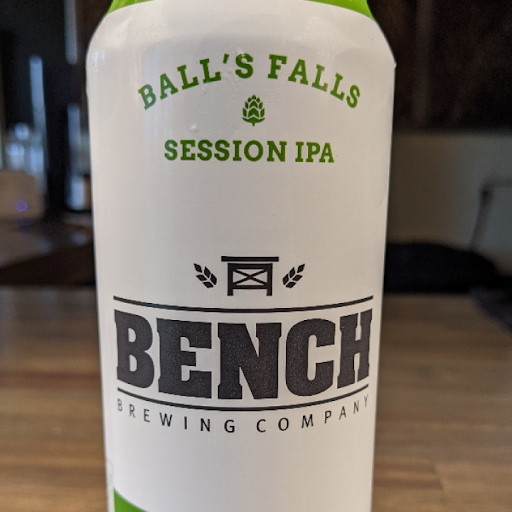 BALL'S FALLS
SESSION IPA
BENCH
BREWING COMPANY